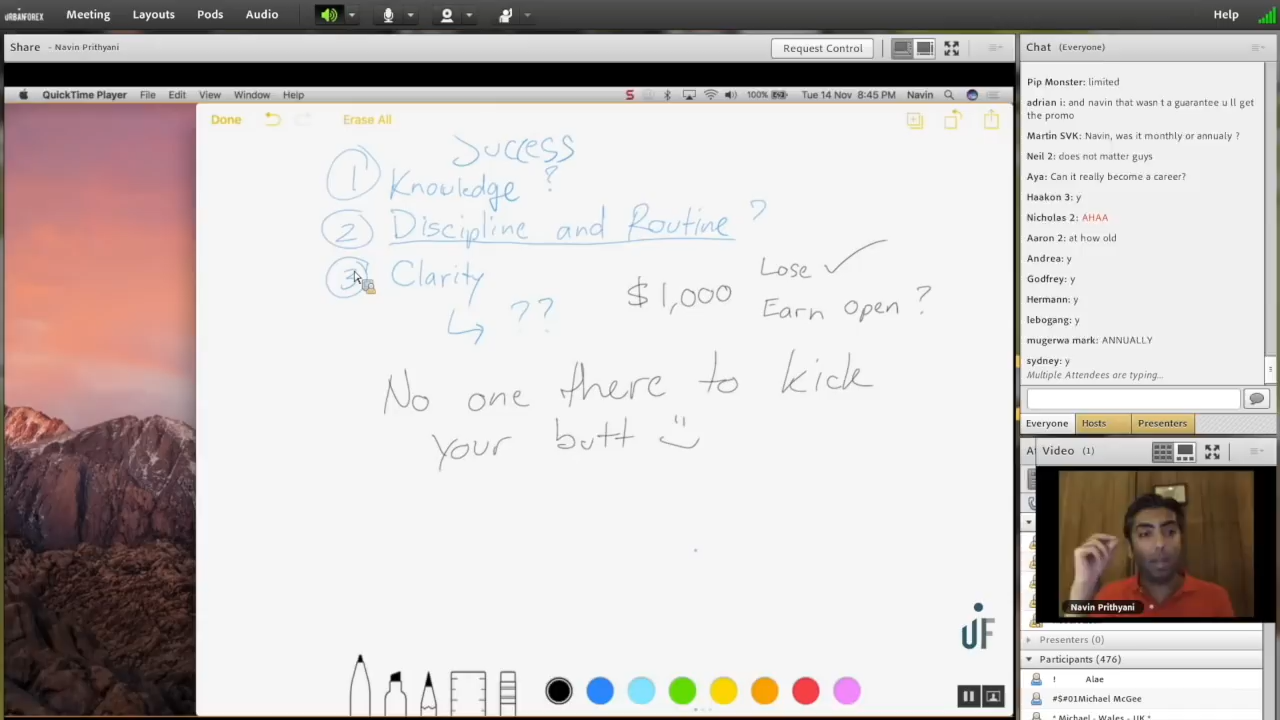 URBANFOREX Meeting Layouts Pods Audio Help
Share - Navin Prithyani
Request Control
QuickTime Player File Edit View Window Help
S 100% Tue 14 Nov 8:45 PM Navin
Done Erase All
Success
1 Knowledge ?
2 Discipline and Routine ?
3 Clarity
↳ ??
$1,000
Lose ✓
Earn Open ?
No one there to kick
your butt
UF
Chat (Everyone)
Pip Monster: limited
adrian i: and navin that wasn t a guarantee u ll get
the promo
Martin SVK: Navin, was it monthly or annualy ?
Neil 2: does not matter guys
Aya: Can it really become a career?
Haakon 3: y
Nicholas 2: AHAA
Aaron 2: at how old
Andrea: y
Godfrey: y
Hermann: y
lebogang: y
mugerwa mark: ANNUALLY
sydney: y
Multiple Attendees are typing...
Everyone Hosts Presenters
Video (1)
Navin Prithyani
Presenters (0)
Participants (476)
! Alae
#$#01Michael McGee
* Michael - Wales - UK *